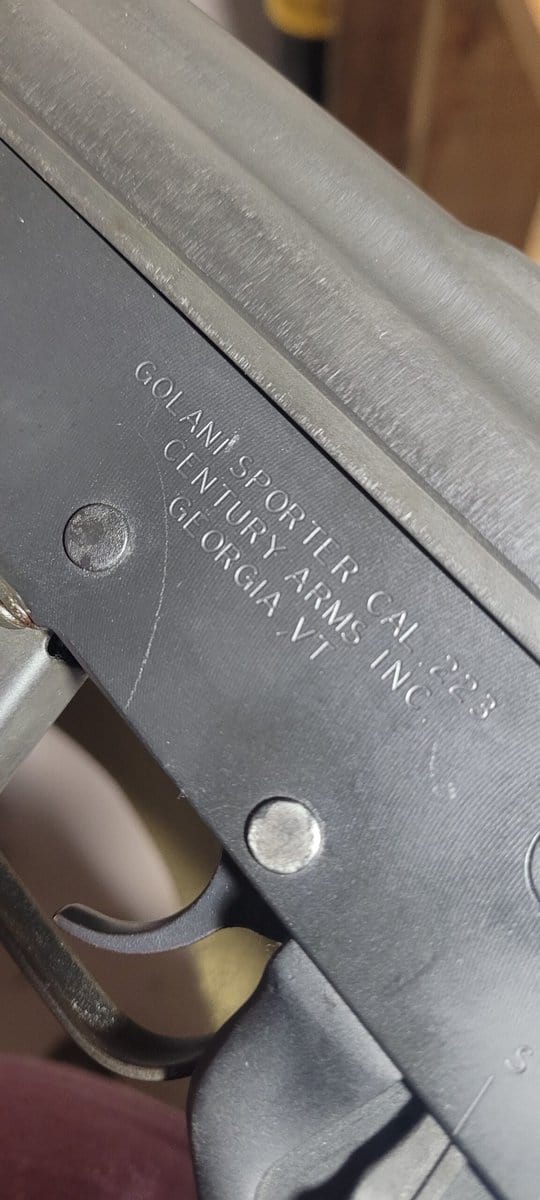 GOLANI SPORTER CAL .223
CENTURY ARMS INC.
GEORGIA VT
S